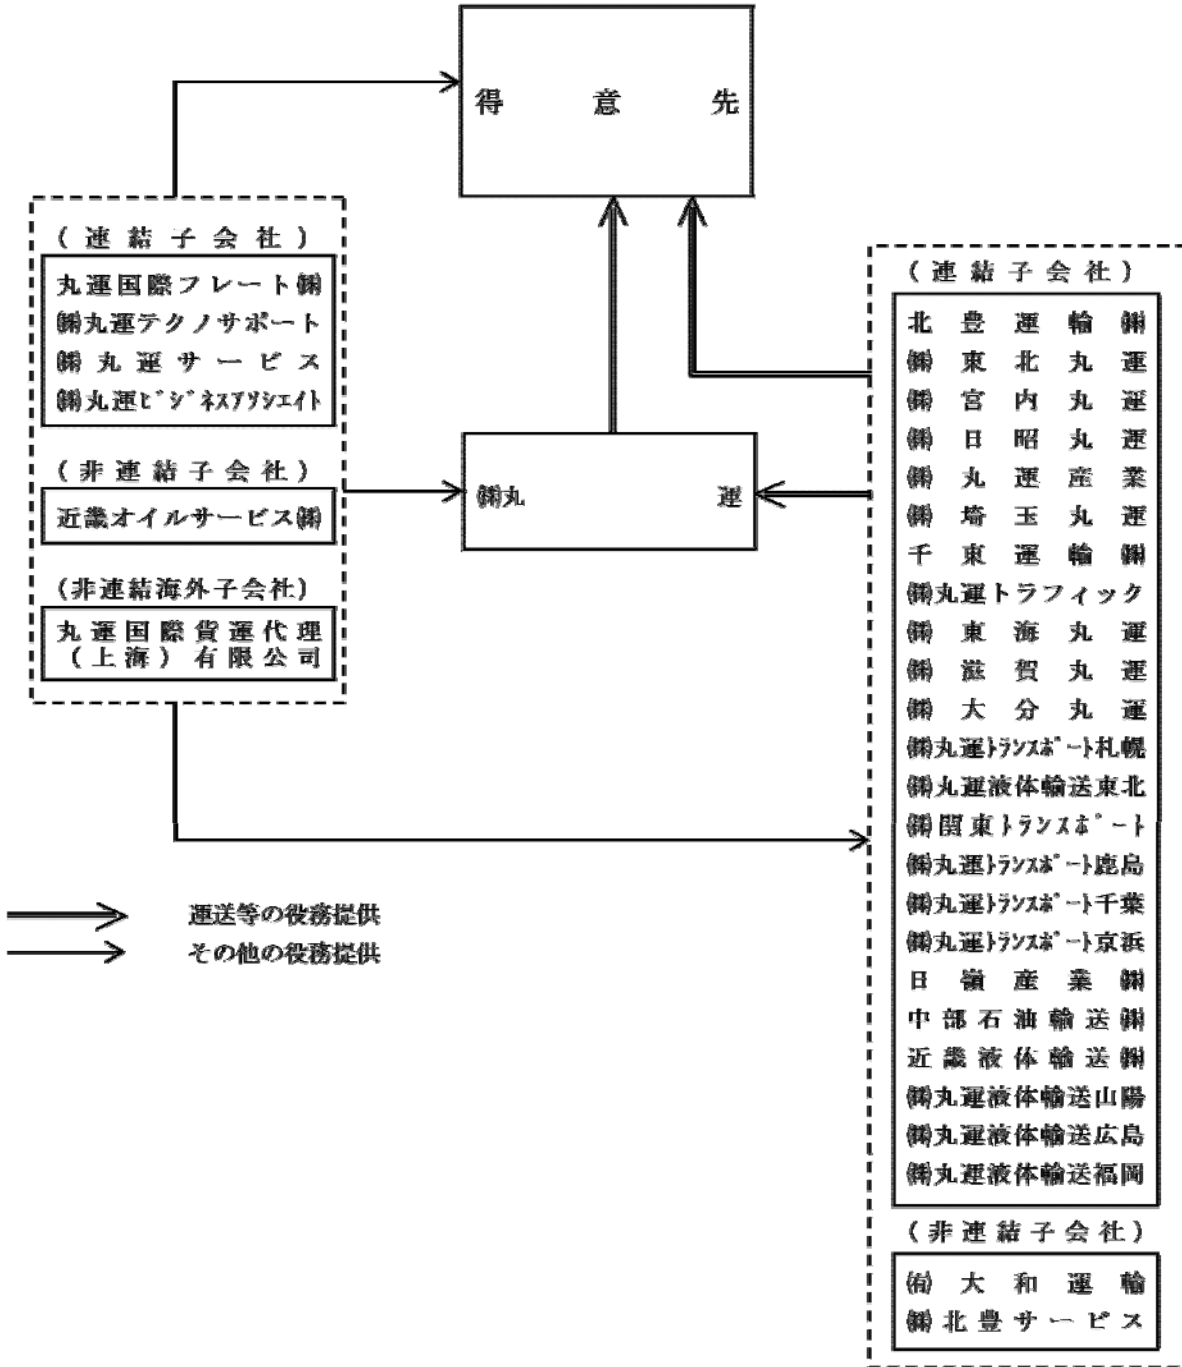 得意先
(連結子会社)
丸運国際フレート㈱
㈱丸運テクノサポート
㈱丸運サービス
㈱丸運ビジネスアソシエイト
(非連結子会社)
近畿オイルサービス㈱
(非連結海外子会社)
丸運国際貨運代理
(上海)有限公司
㈱丸運
(連結子会社)
北豊運輸㈱
㈱東北丸運
㈱宮内丸運
㈱日昭丸運
㈱丸運産業
㈱埼玉丸運
千東運輸㈱
㈱丸運トラフィック
㈱東海丸運
㈱滋賀丸運
㈱大分丸運
㈱丸運トランスポート札幌
㈱丸運液体輸送東北
㈱関東トランスポート
㈱丸運トランスポート鹿島
㈱丸運トランスポート千葉
㈱丸運トランスポート京浜
日嶺産業㈱
中部石油輸送㈱
近畿液体輸送㈱
㈱丸運液体輸送山陽
㈱丸運液体輸送広島
㈱丸運液体輸送福岡
(非連結子会社)
㈲大和運輸
㈱北豊サービス
運送等の役務提供
その他の役務提供